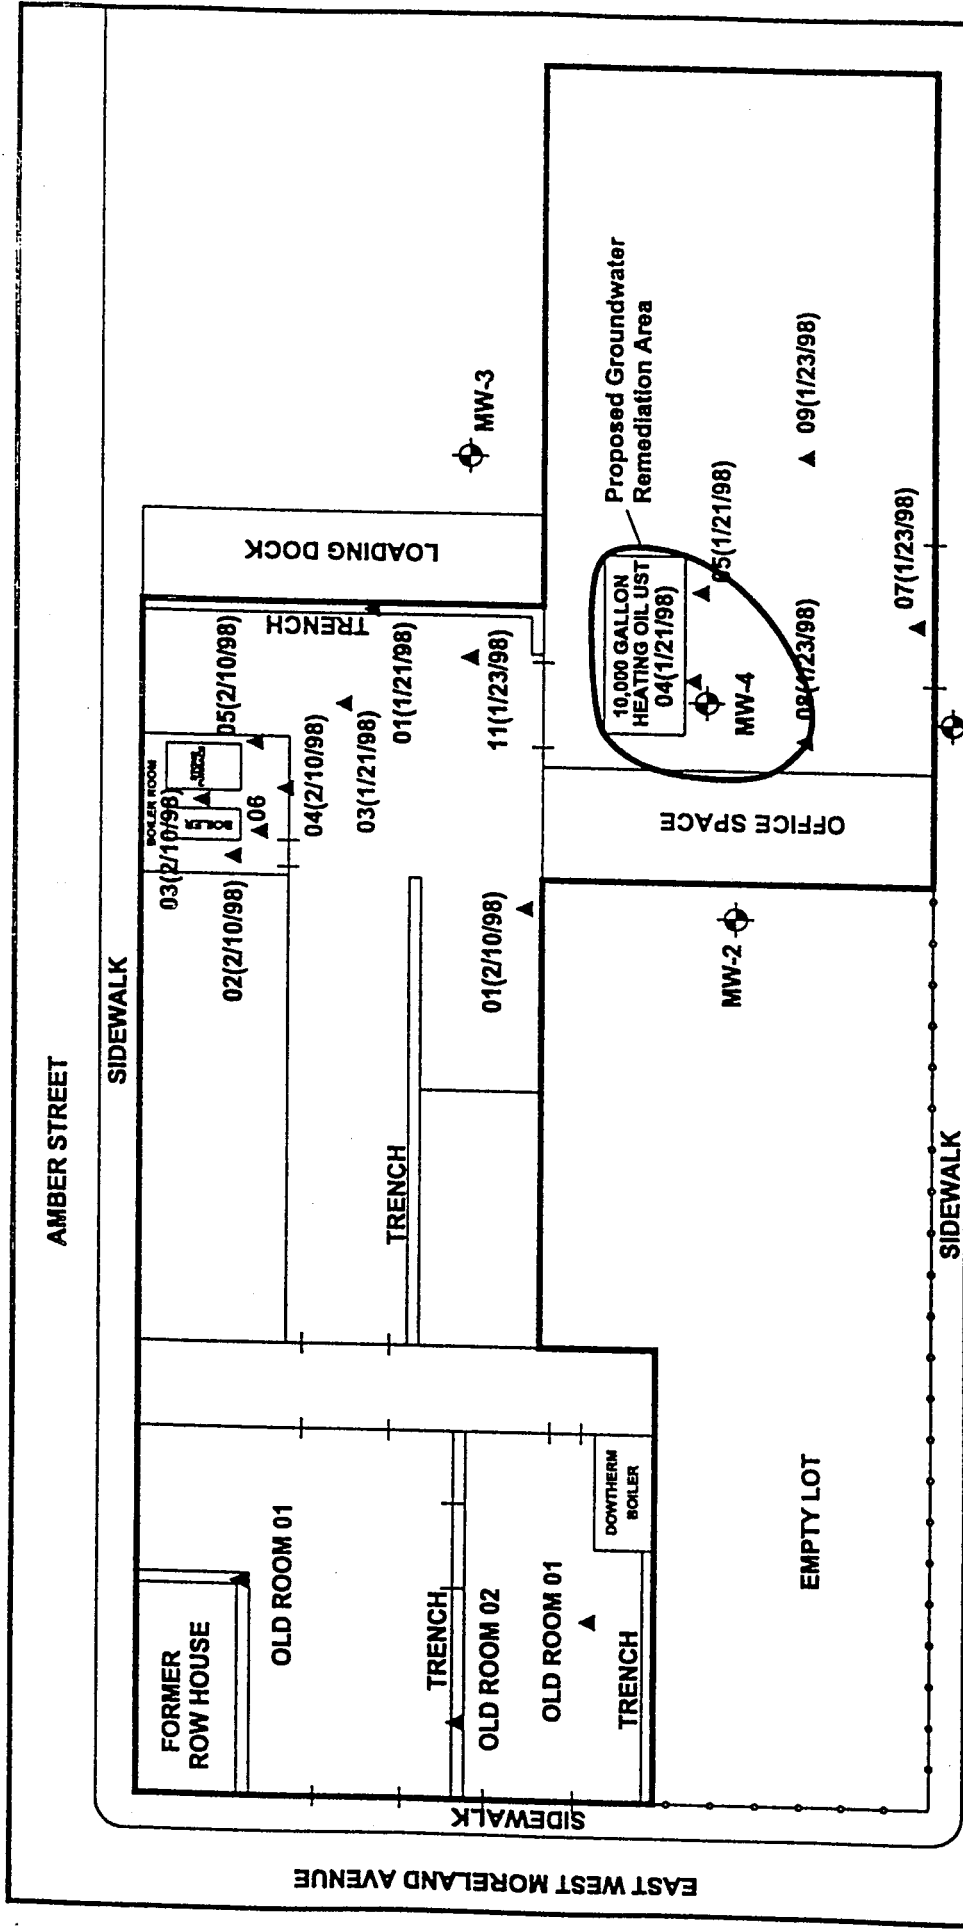 AMBER STREET
SIDEWALK
BOILER ROOM
03(2/10/98)
BOILER
06
02(2/10/98)
05(2/10/98)
04(2/10/98)
03(1/21/98)
TRENCH
01(1/21/98)
11(1/23/98)
LOADING DOCK
MW-3
01(2/10/98)
TRENCH
FORMER
ROW HOUSE
OLD ROOM 01
TRENCH
OLD ROOM 02
OLD ROOM 01
DOWTHERM
BOILER
TRENCH
SIDEWALK
EAST WEST MORELAND AVENUE
EMPTY LOT
MW-2
OFFICE SPACE
10,000 GALLON
HEATING OIL UST
04(1/21/98)
MW-4
05(1/21/98)
08(1/23/98)
Proposed Groundwater
Remediation Area
09(1/23/98)
07(1/23/98)
SIDEWALK